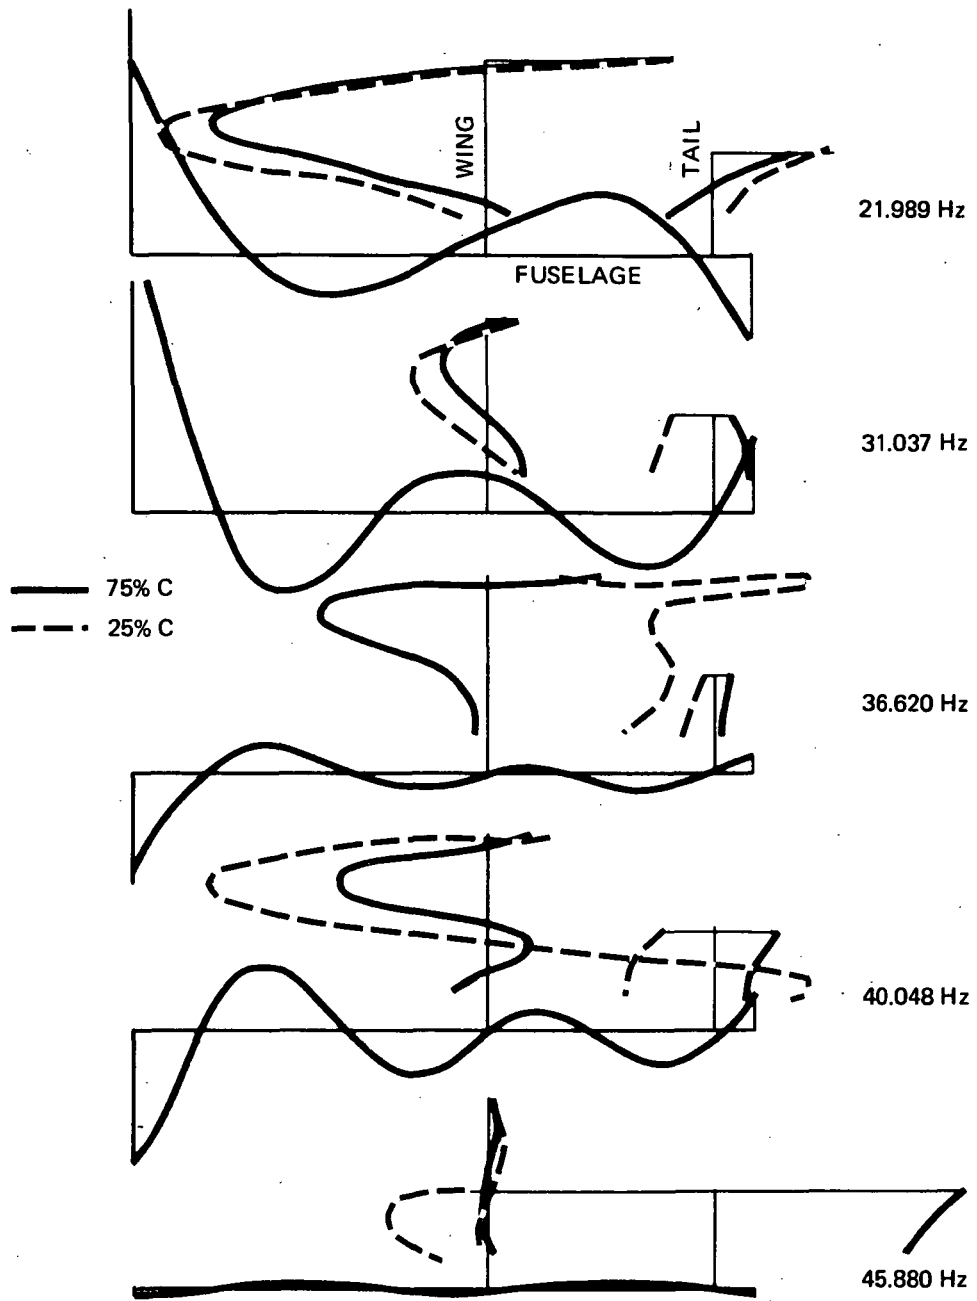 WING
TAIL
21.989 Hz
FUSELAGE
31.037 Hz
75% C
25% C
36.620 Hz
40.048 Hz
45.880 Hz